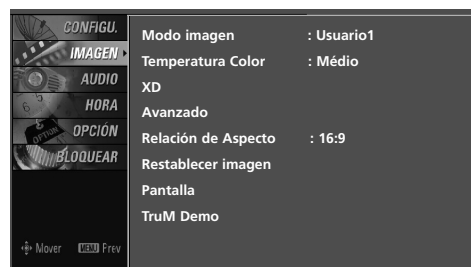 CONFIGU.
IMAGEN
AUDIO
HORA
OPCIÓN
BLOQUEAR
Mover MENU Prev
Modo imagen : Usuario1
Temperatura Color : Médio
XD
Avanzado
Relación de Aspecto : 16:9
Restablecer imagen
Pantalla
TruM Demo